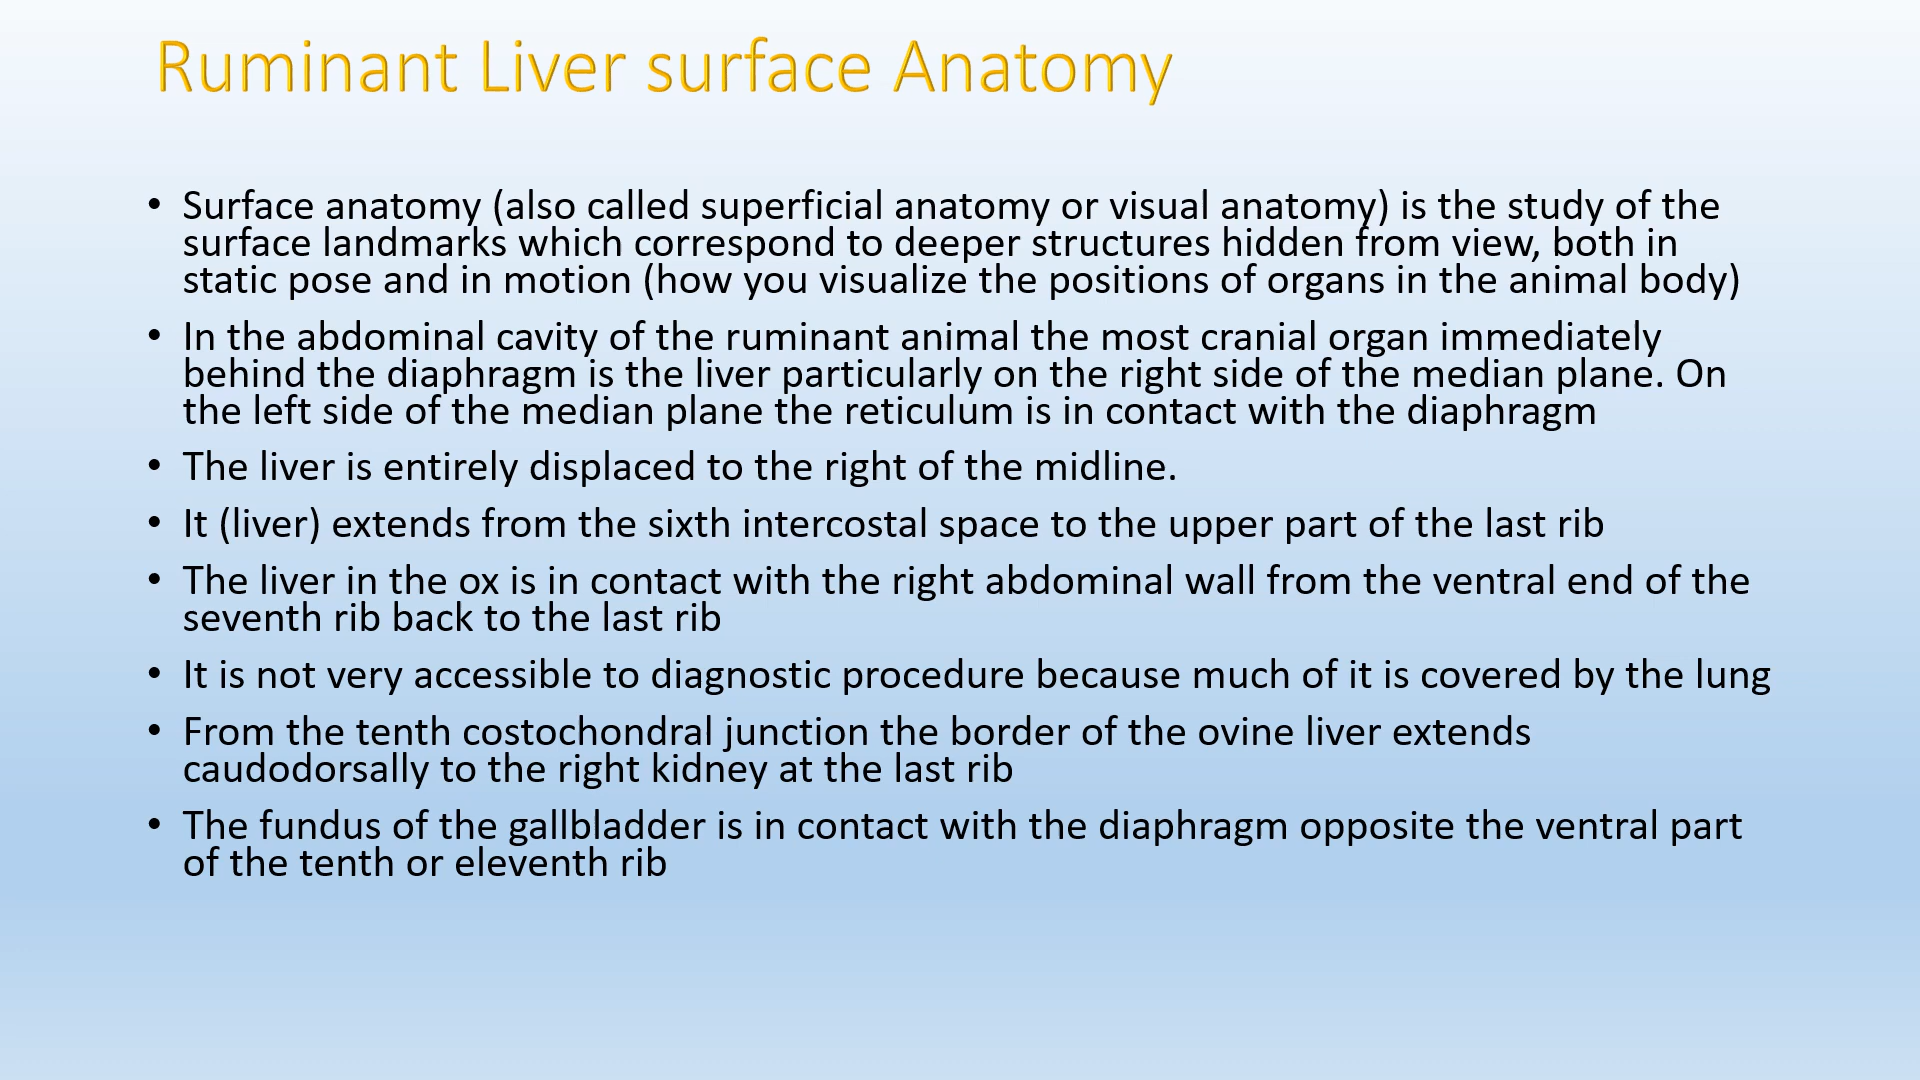 Ruminant Liver surface Anatomy
• Surface anatomy (also called superficial anatomy or visual anatomy) is the study of the
surface landmarks which correspond to deeper structures hidden from view, both in
static pose and in motion (how you visualize the positions of organs in the animal body)
• In the abdominal cavity of the ruminant animal the most cranial organ immediately
behind the diaphragm is the liver particularly on the right side of the median plane. On
the left side of the median plane the reticulum is in contact with the diaphragm
• The liver is entirely displaced to the right of the midline.
• It (liver) extends from the sixth intercostal space to the upper part of the last rib
• The liver in the ox is in contact with the right abdominal wall from the ventral end of the
seventh rib back to the last rib
• It is not very accessible to diagnostic procedure because much of it is covered by the lung
• From the tenth costochondral junction the border of the ovine liver extends
caudodorsally to the right kidney at the last rib
• The fundus of the gallbladder is in contact with the diaphragm opposite the ventral part
of the tenth or eleventh rib